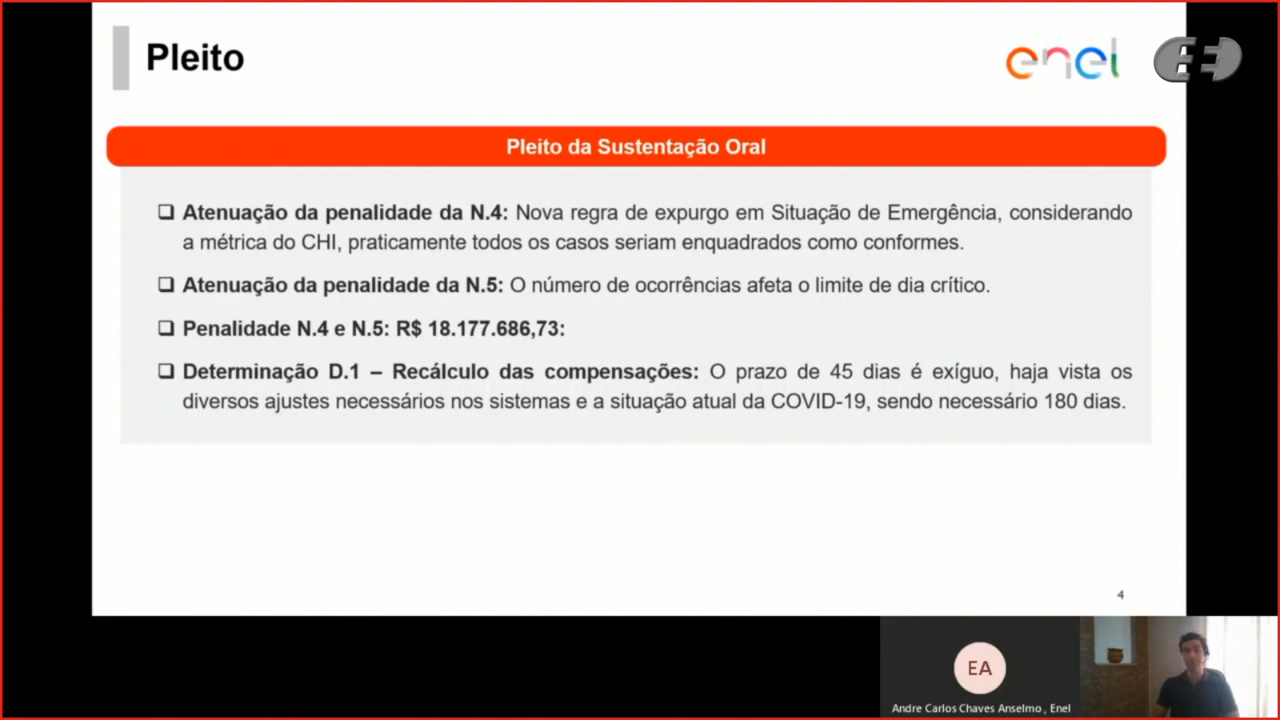 Pleito
enel
Pleito da Sustentação Oral
Atenuação da penalidade da N.4: Nova regra de expurgo em Situação de Emergência, considerando
a métrica do CHI, praticamente todos os casos seriam enquadrados como conformes.
Atenuação da penalidade da N.5: O número de ocorrências afeta o limite de dia crítico.
Penalidade N.4 e N.5: R$ 18.177.686,73:
Determinação D.1 – Recálculo das compensações: O prazo de 45 dias é exíguo, haja vista os
diversos ajustes necessários nos sistemas e a situação atual da COVID-19, sendo necessário 180 dias.
4
EA
Andre Carlos Chaves Anselmo , Enel